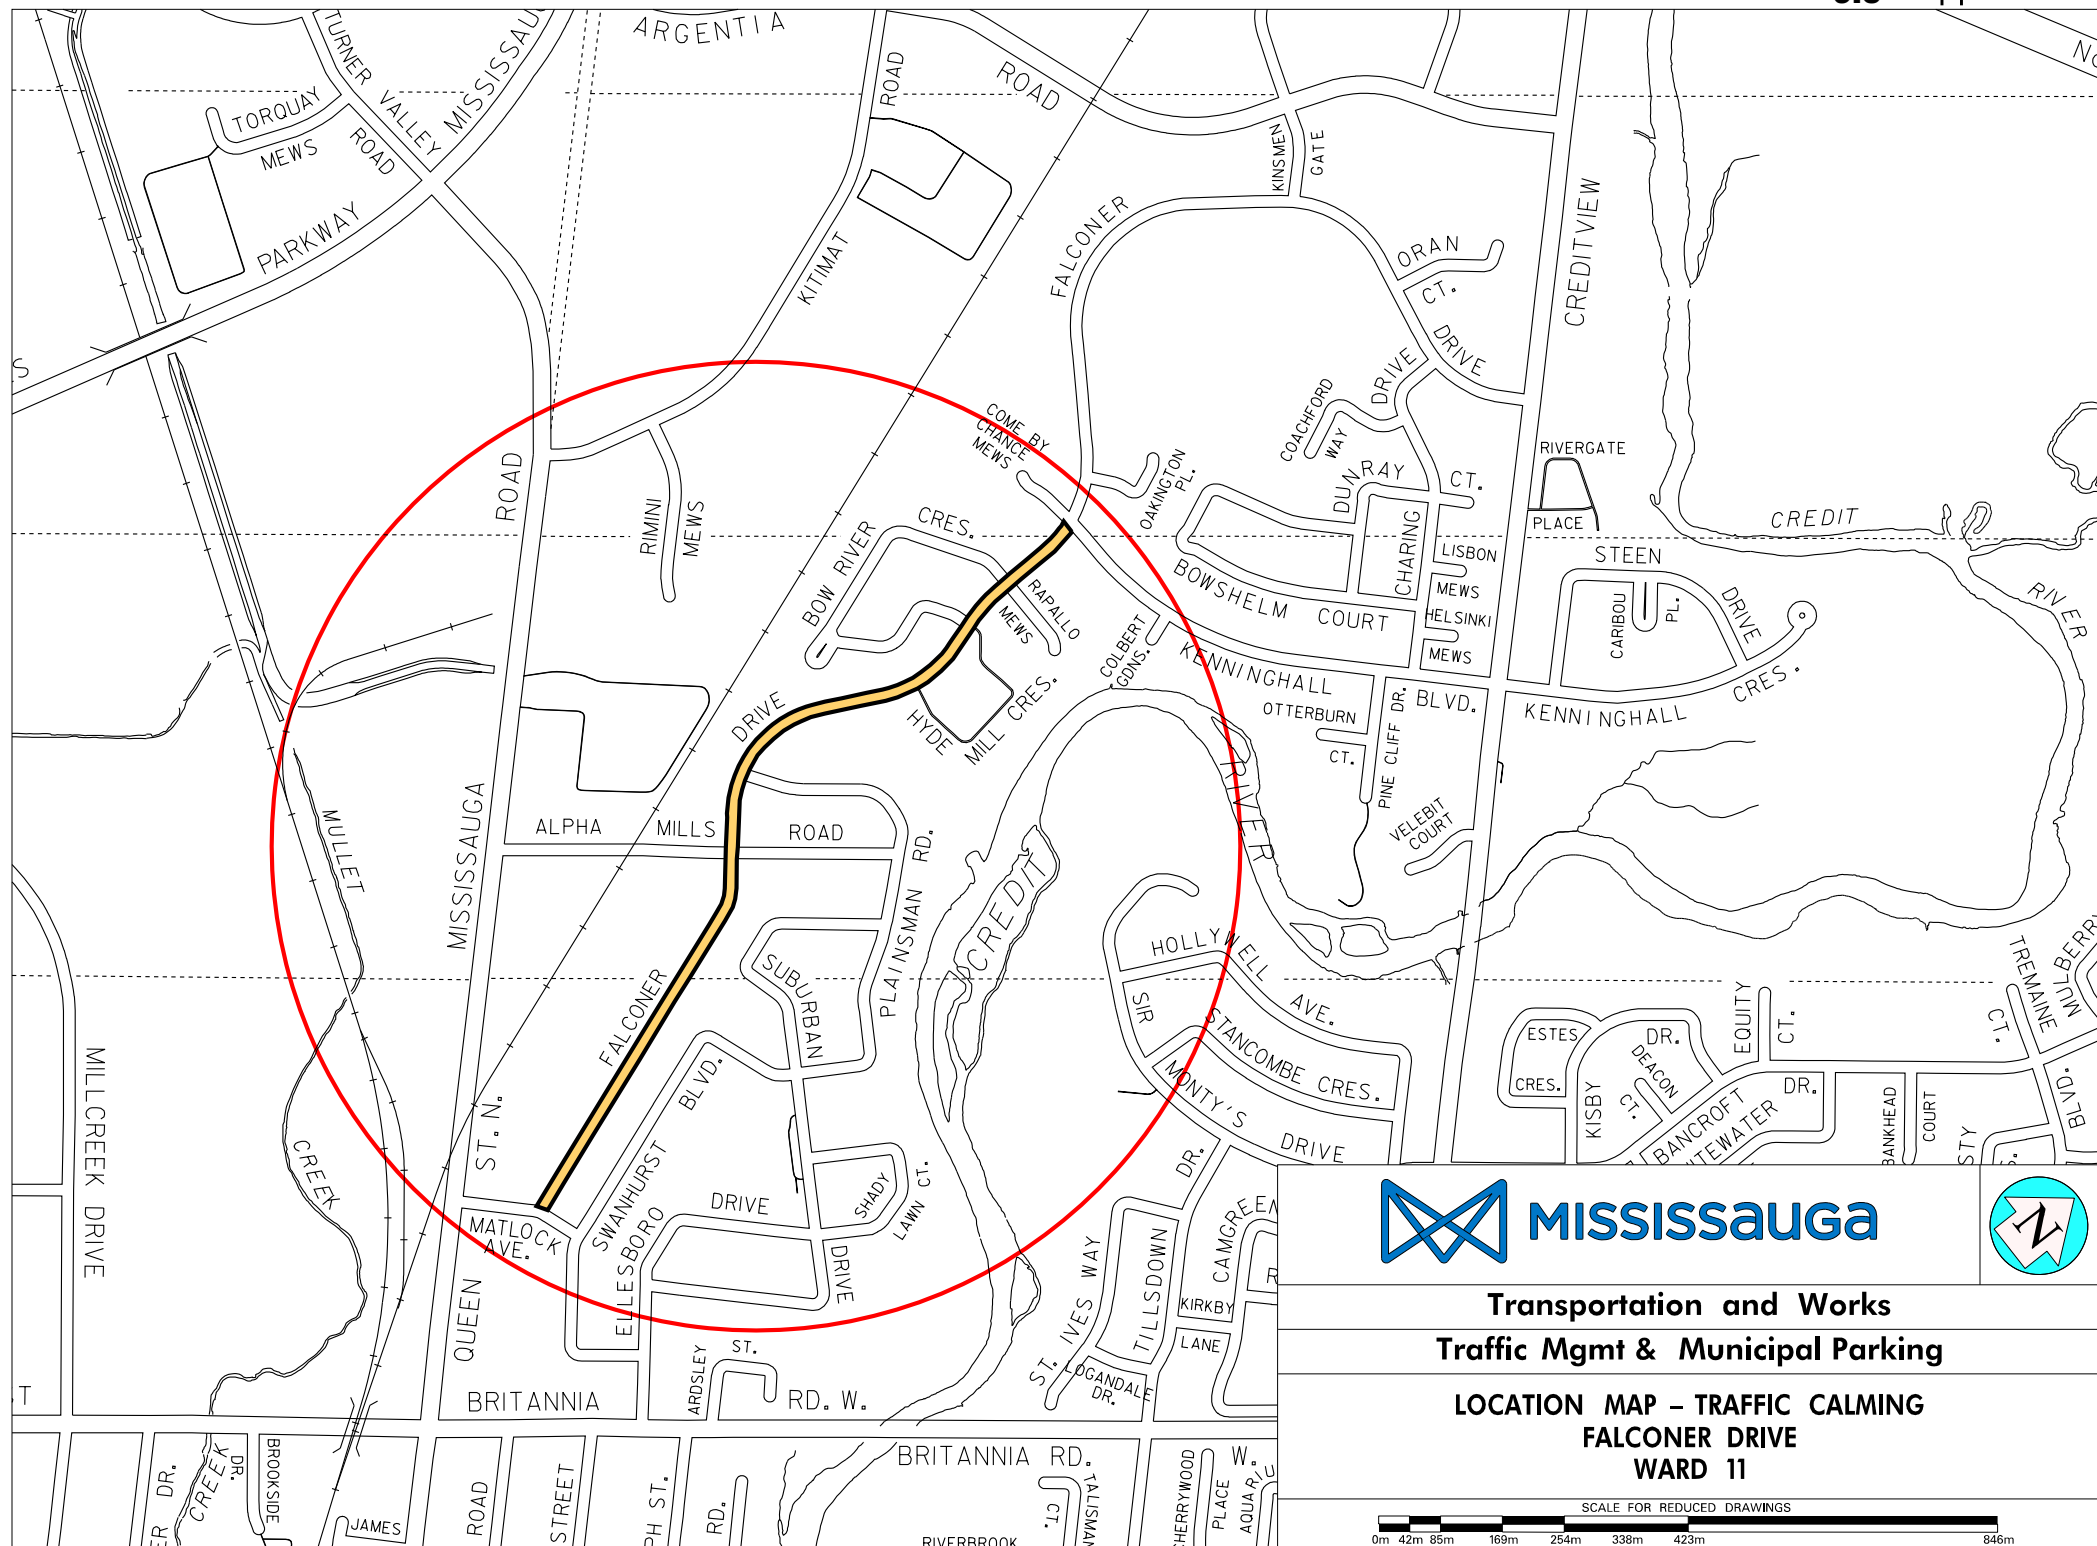 ARGENTIA
ROAD
TURNER
VALLEY
ROAD
MISSISSAUGA
PARKWAY
TORQUAY
MEWS
ROAD
KITIMAT
FALCONER
KINSMEN
GATE
ORAN
CT.
DRIVE
CREDITVIEW
DRIVE
COACHFORD
WAY
COME BY
CHANCE
MEWS
OAKINGTON
PL.
DUNRAY
CT.
RIVERGATE
PLACE
CREDIT
RIVER
ROAD
RIMINI
MEWS
BOW RIVER
CRES.
RAPALLO
MEWS
BOWSHELM COURT
CHARING
LISBON
MEWS
HELSINKI
MEWS
STEEN
DRIVE
CARIBOU
PL.
COLBERT
GDNS.
KENNINGHALL
BLVD.
KENNINGHALL
CRES.
OTTERBURN
CT.
PINE CLIFF DR.
HYDE
MILL
CRES.
DRIVE
VELEBIT
COURT
RIVER
MULLET
MISSISSAUGA
ALPHA MILLS ROAD
PLAINSMAN RD.
CREDIT
HOLLYWELL
AVE.
SUBURBAN
FALCONER
SIR
STANCOMBE CRES.
MONTY'S
DRIVE
ESTES
CRES.
DR.
DEACON
CT.
KISBY
EQUITY
CT.
TREMAINE
CT.
BLVD.
BANCROFT
DR.
BANKHEAD
COURT
MILLCREEK DRIVE
CREEK
ST. N.
BLVD.
SWANHURST
MATLOCK
AVE.
ELLESBORO
DRIVE
SHADY
LAWN CT.
DRIVE
DR.
TILLSDOWN
ST. IVES WAY
KIRKBY
LANE
LOGANDALE
DR.
QUEEN
BRITANNIA
RD. W.
ARDSLEY
ST.
BRITANNIA RD.
W.
CREEK
DR.
BROOKSIDE
DR.
JAMES
ROAD
STREET
RD.
CT.
PLACE
MISSISSauGa
N
Transportation and Works
Traffic Mgmt & Municipal Parking
LOCATION MAP – TRAFFIC CALMING
FALCONER DRIVE
WARD 11
SCALE FOR REDUCED DRAWINGS
0m 42m 85m 169m 254m 338m 423m 846m